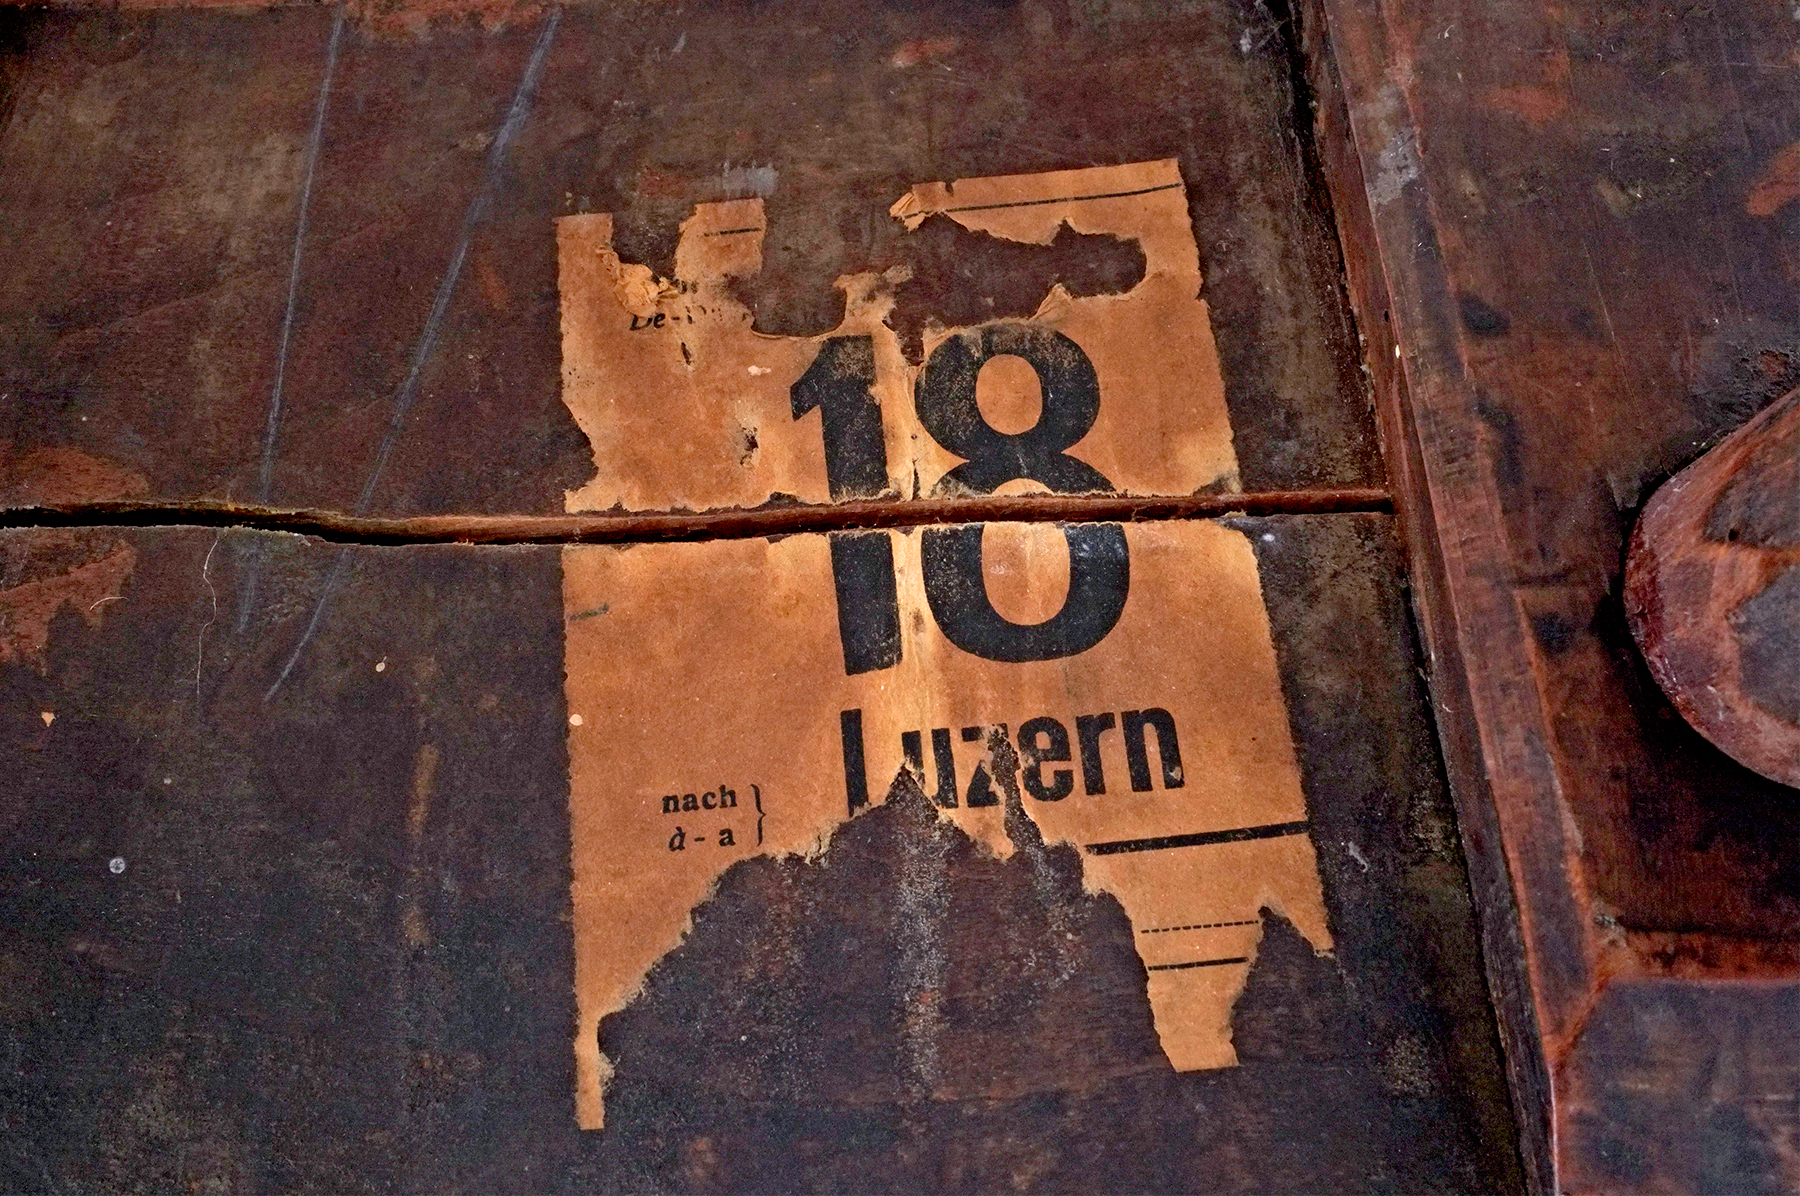 18
Luzern
nach
à - a